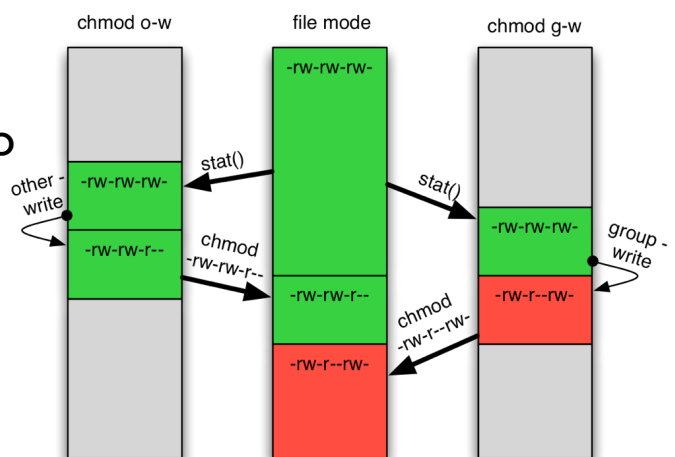 chmod o-w
file mode
chmod g-w
-rw-rw-rw-
stat()
stat()
other -
write
-rw-rw-rw-
-rw-rw-r--
chmod
-rw-rw-r--
-rw-rw-rw-
group -
write
-rw-r--rw-
-rw-rw-r--
chmod
-rw-r--rw-
-rw-r--rw-